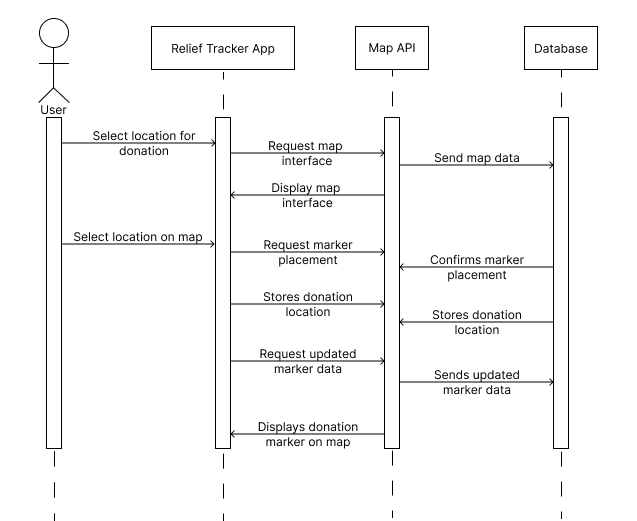 Relief Tracker App
Map API
Database
User
Select location for
donation
Request map
interface
Send map data
Display map
interface
Select location on map
Request marker
placement
Confirms marker
placement
Stores donation
location
Stores donation
location
Request updated
marker data
Sends updated
marker data
Displays donation
marker on map